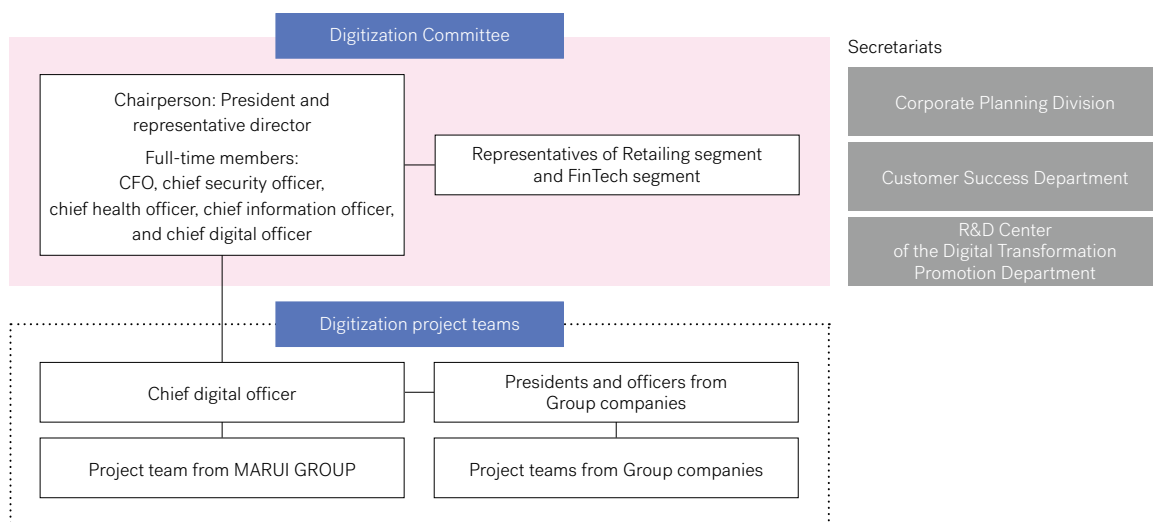 Digitization Committee
Chairperson: President and
representative director
Full-time members:
CFO, chief security officer,
chief health officer, chief information officer,
and chief digital officer
Representatives of Retailing segment
and FinTech segment
Secretariats
Corporate Planning Division
Customer Success Department
R&D Center
of the Digital Transformation
Promotion Department
Digitization project teams
Chief digital officer
Presidents and officers from
Group companies
Project team from MARUI GROUP
Project teams from Group companies